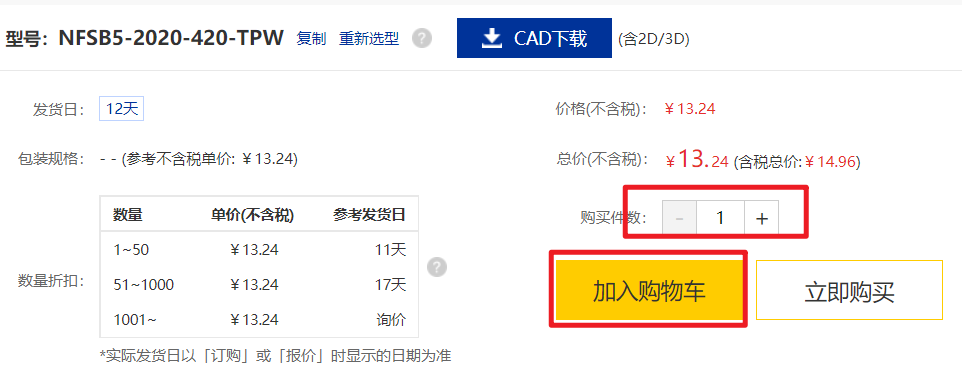 型号：NFSB5-2020-420-TPW 复制 重新选型 ? CAD下载 (含2D/3D)
发货日： 12天
价格(不含税)： ￥13.24
包装规格： - - (参考不含税单价: ￥13.24)
总价(不含税)： ￥13.24 (含税总价:￥14.96)
购买件数： - 1 +
数量 单价(不含税) 参考发货日
1~50 ￥13.24 11天
51~1000 ￥13.24 17天
1001~ ￥13.24 询价
数量折扣： ?
加入购物车 立即购买
*实际发货日以「订购」或「报价」时显示的日期为准